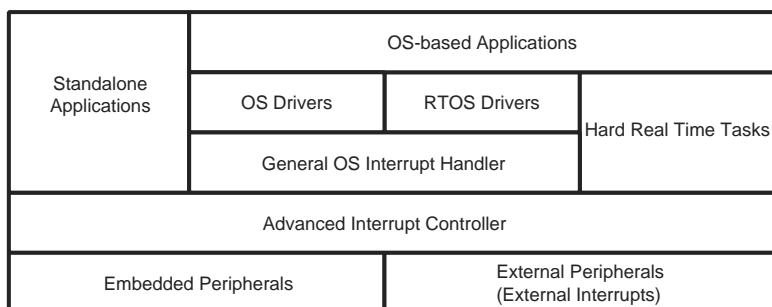 OS-based Applications
Standalone
Applications
OS Drivers
RTOS Drivers
Hard Real Time Tasks
General OS Interrupt Handler
Advanced Interrupt Controller
Embedded Peripherals
External Peripherals
(External Interrupts)